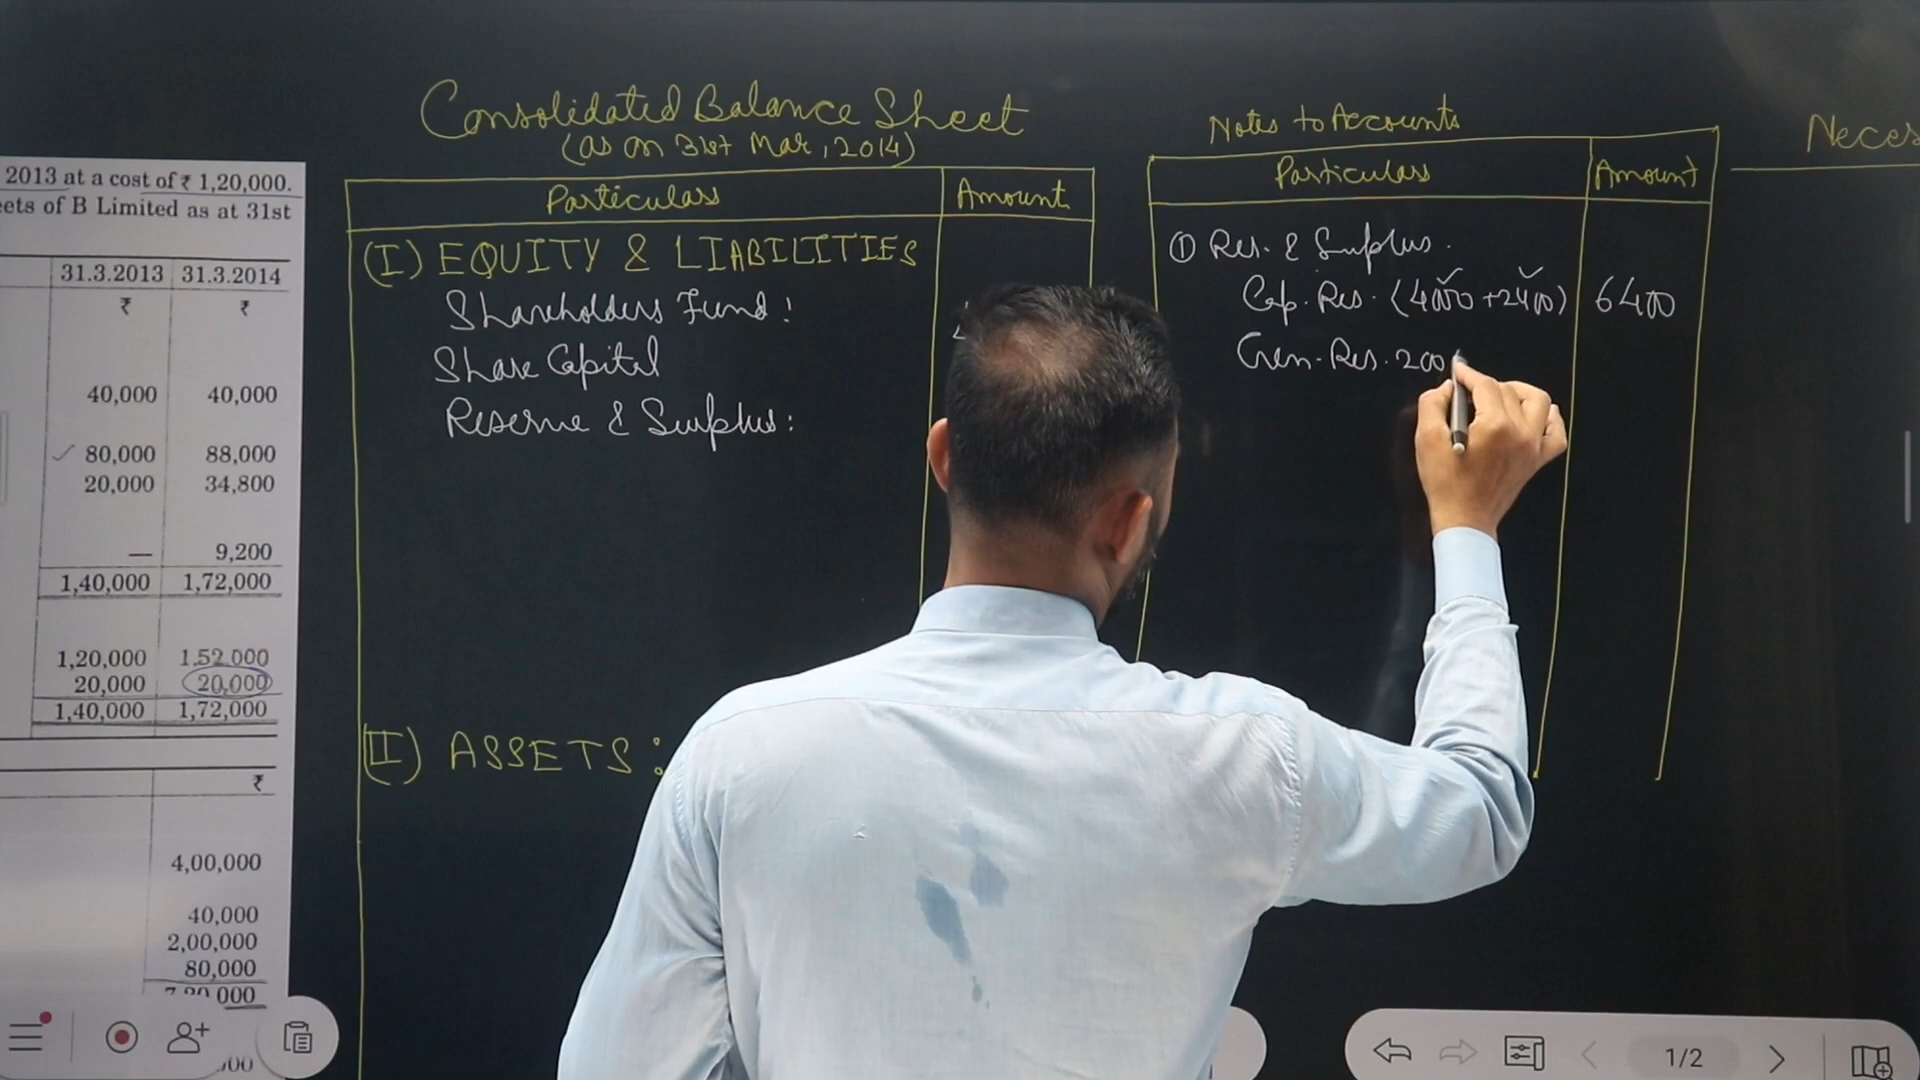 2013 at a cost of ₹ 1,20,000.
ets of B Limited as at 31st
31.3.2013 31.3.2014
₹ ₹
40,000 40,000
80,000 88,000
20,000 34,800
— 9,200
1,40,000 1,72,000
1,20,000 1,52,000
20,000 20,000
1,40,000 1,72,000
₹
4,00,000
40,000
2,00,000
80,000
000
Consolidated Balance Sheet
(as on 31st Mar, 2014)
Particulars Amount
(I) EQUITY & LIABILITIES
Shareholders Fund:
Share Capital
Reserve & Surplus:
(II) ASSETS:
Notes to Accounts
Particulars Amount
① Res. & Surplus.
Cap. Res. (4000 + 2400) 6400
Gen. Res. 200
Neces
1/2